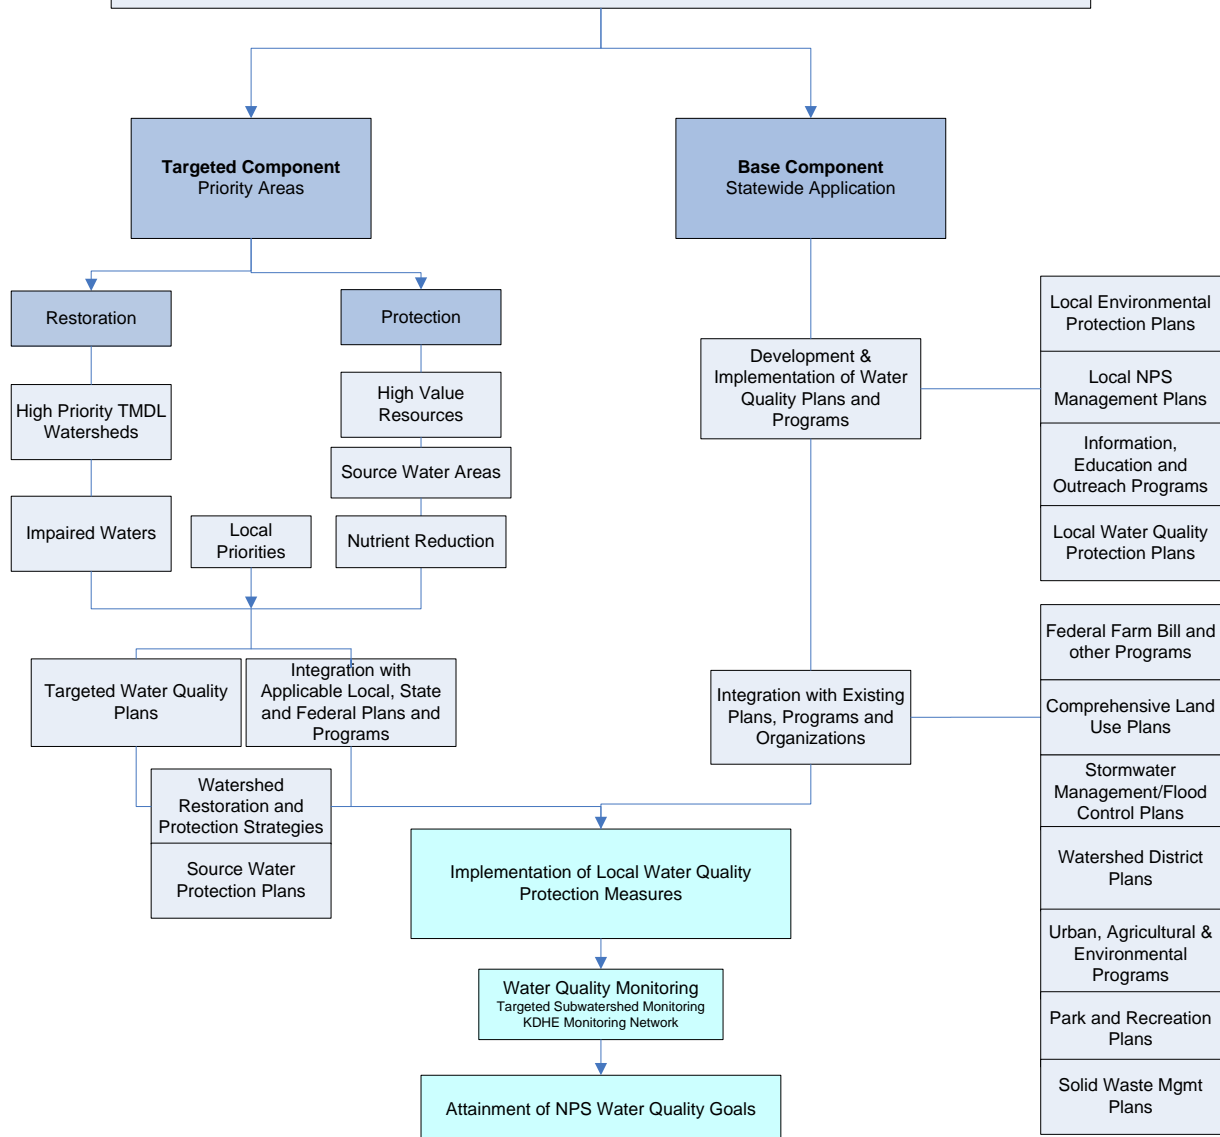 Targeted Component
Priority Areas
Base Component
Statewide Application
Restoration
Protection
High Priority TMDL
Watersheds
Impaired Waters
High Value
Resources
Source Water Areas
Nutrient Reduction
Local
Priorities
Targeted Water Quality
Plans
Integration with
Applicable Local, State
and Federal Plans and
Programs
Watershed
Restoration and
Protection Strategies
Source Water
Protection Plans
Development &
Implementation of Water
Quality Plans and
Programs
Integration with Existing
Plans, Programs and
Organizations
Local Environmental
Protection Plans
Local NPS
Management Plans
Information,
Education and
Outreach Programs
Local Water Quality
Protection Plans
Federal Farm Bill and
other Programs
Comprehensive Land
Use Plans
Stormwater
Management/Flood
Control Plans
Watershed District
Plans
Urban, Agricultural &
Environmental
Programs
Park and Recreation
Plans
Solid Waste Mgmt
Plans
Implementation of Local Water Quality
Protection Measures
Water Quality Monitoring
Targeted Subwatershed Monitoring
KDHE Monitoring Network
Attainment of NPS Water Quality Goals